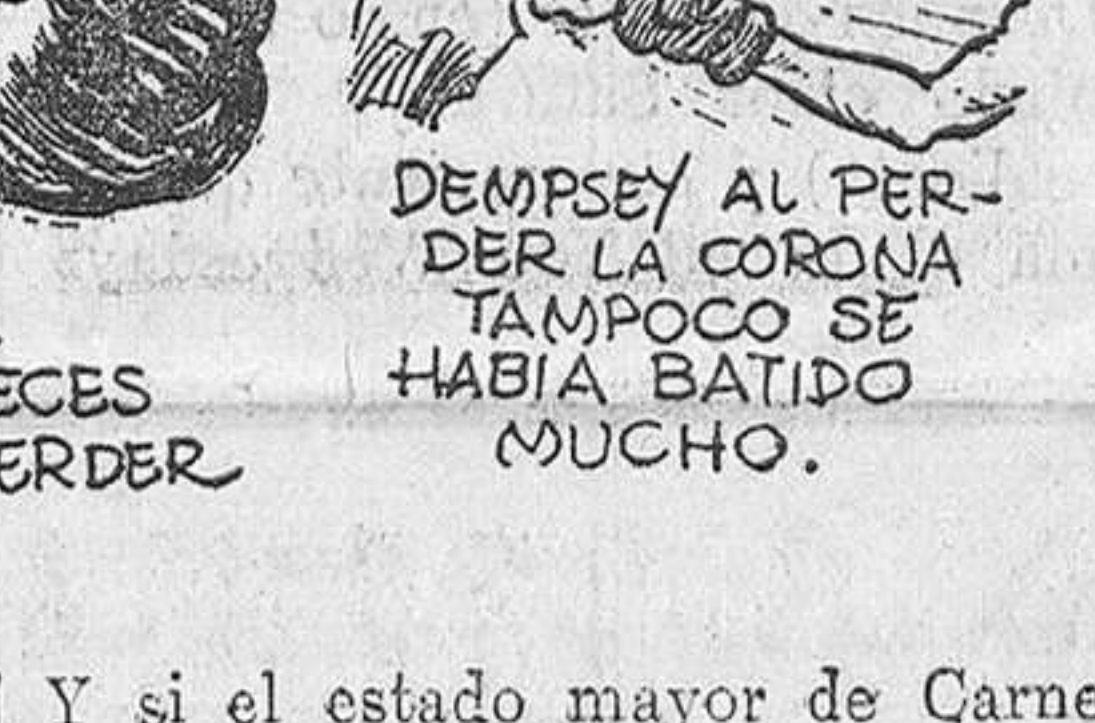 DEMPSEY AL PER-
DER LA CORONA
TAMPOCO SE
HABIA BATIDO
MUCHO.
ECES
ERDER
Y si el estado mayor de Carne